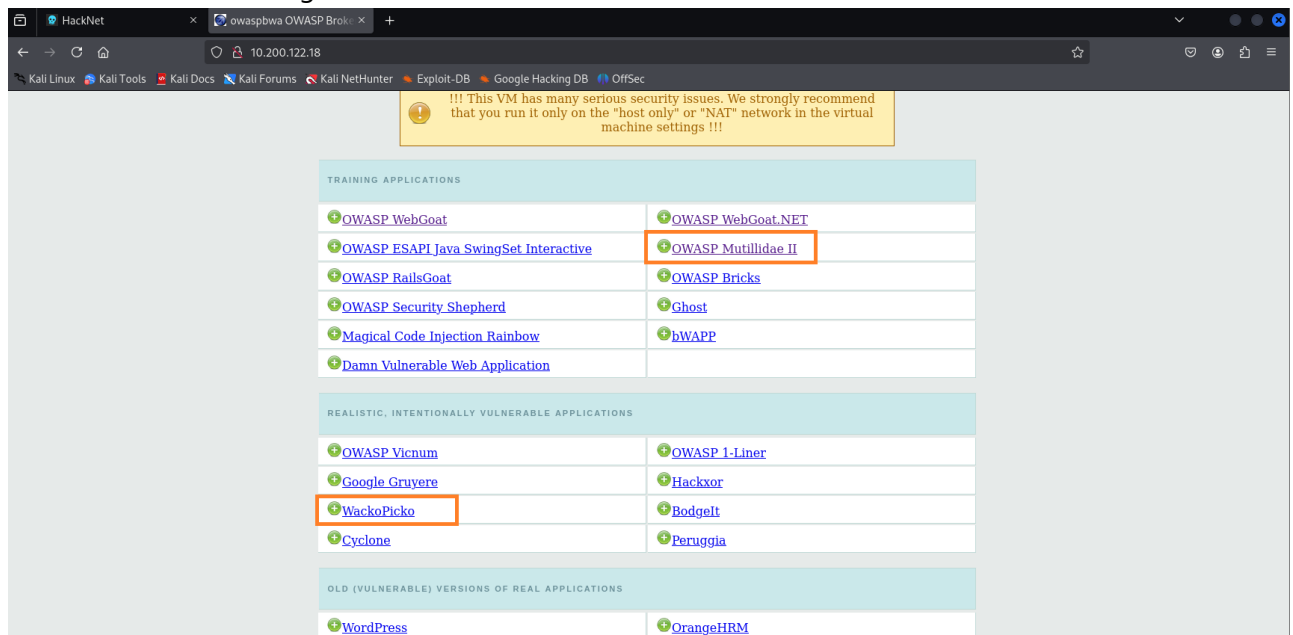 HackNet
owaspbwa OWASP Broke
10.200.122.18
Kali Linux Kali Tools Kali Docs Kali Forums Kali NetHunter Exploit-DB Google Hacking DB OffSec
!!! This VM has many serious security issues. We strongly recommend
that you run it only on the "host only" or "NAT" network in the virtual
machine settings !!!
TRAINING APPLICATIONS
OWASP WebGoat OWASP WebGoat.NET
OWASP ESAPI Java SwingSet Interactive OWASP Mutillidae II
OWASP RailsGoat OWASP Bricks
OWASP Security Shepherd Ghost
Magical Code Injection Rainbow bWAPP
Damn Vulnerable Web Application
REALISTIC, INTENTIONALLY VULNERABLE APPLICATIONS
OWASP Vicnum OWASP 1-Liner
Google Gruyere Hackxor
WackoPicko BodgeIt
Cyclone Peruggia
OLD (VULNERABLE) VERSIONS OF REAL APPLICATIONS
WordPress OrangeHRM